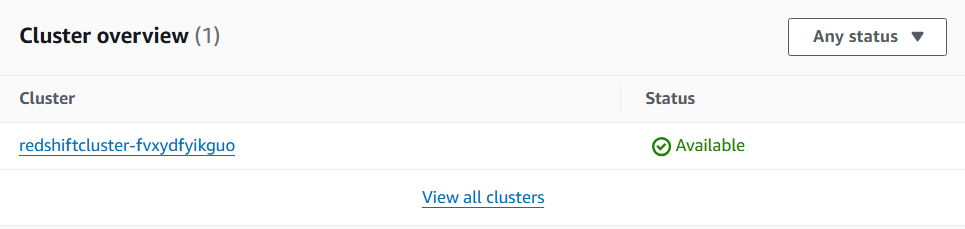 Cluster overview (1)
Any status
Cluster Status
redshiftcluster-fvxydfyikguo Available
View all clusters